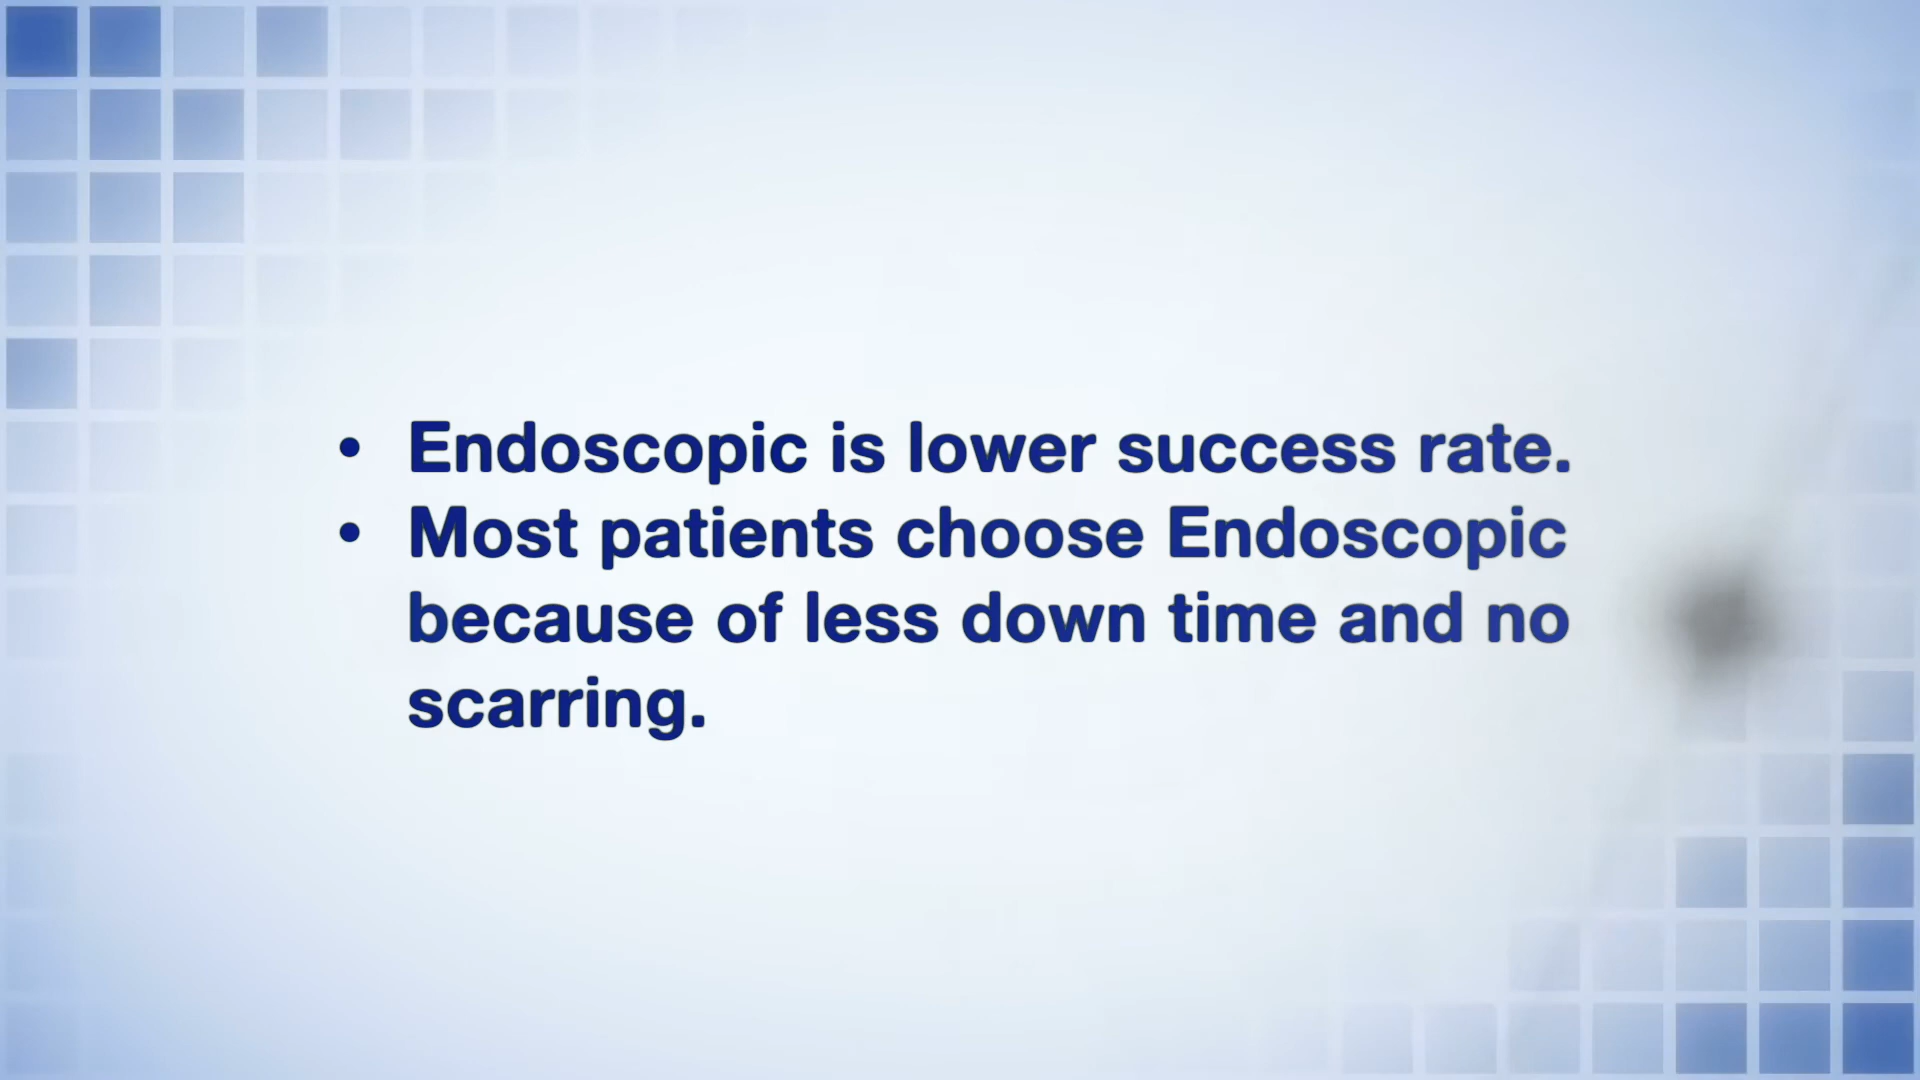 • Endoscopic is lower success rate.
• Most patients choose Endoscopic
because of less down time and no
scarring.